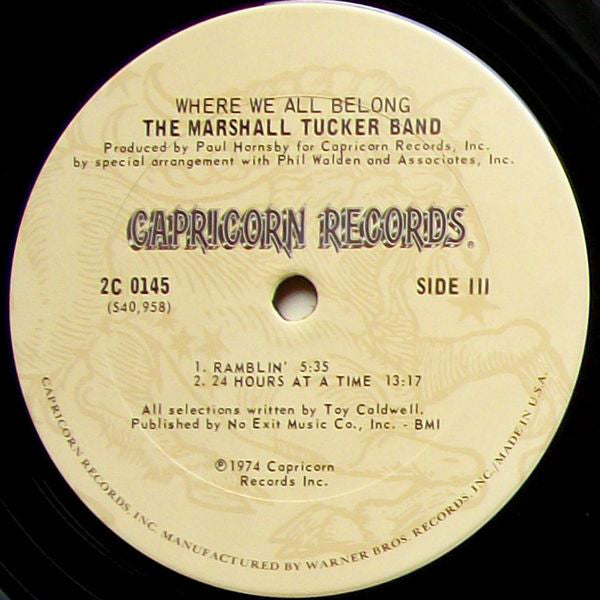 WHERE WE ALL BELONG
THE MARSHALL TUCKER BAND
Produced by Paul Hornsby for Capricorn Records, Inc.
by special arrangement with Phil Walden and Associates, Inc.
CAPRICORN RECORDS®
2C 0145
SIDE III
(S40,958)
1. RAMBLIN' 5:35
2. 24 HOURS AT A TIME 13:17
All selections written by Toy Caldwell.
Published by No Exit Music Co., Inc. - BMI
℗1974 Capricorn
Records Inc.
CAPRICORN RECORDS, INC. MANUFACTURED BY WARNER BROS. RECORDS, INC./MADE IN U.S.A.